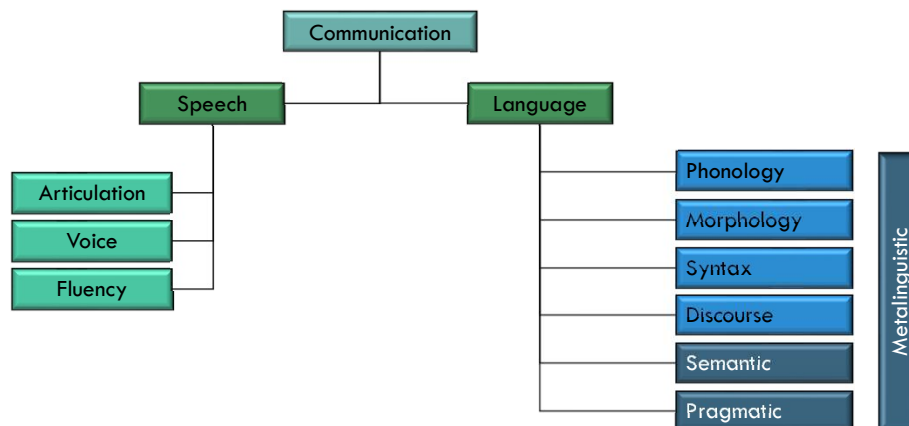 Communication
Speech
Language
Articulation
Voice
Fluency
Phonology
Morphology
Syntax
Discourse
Semantic
Pragmatic
Metalinguistic